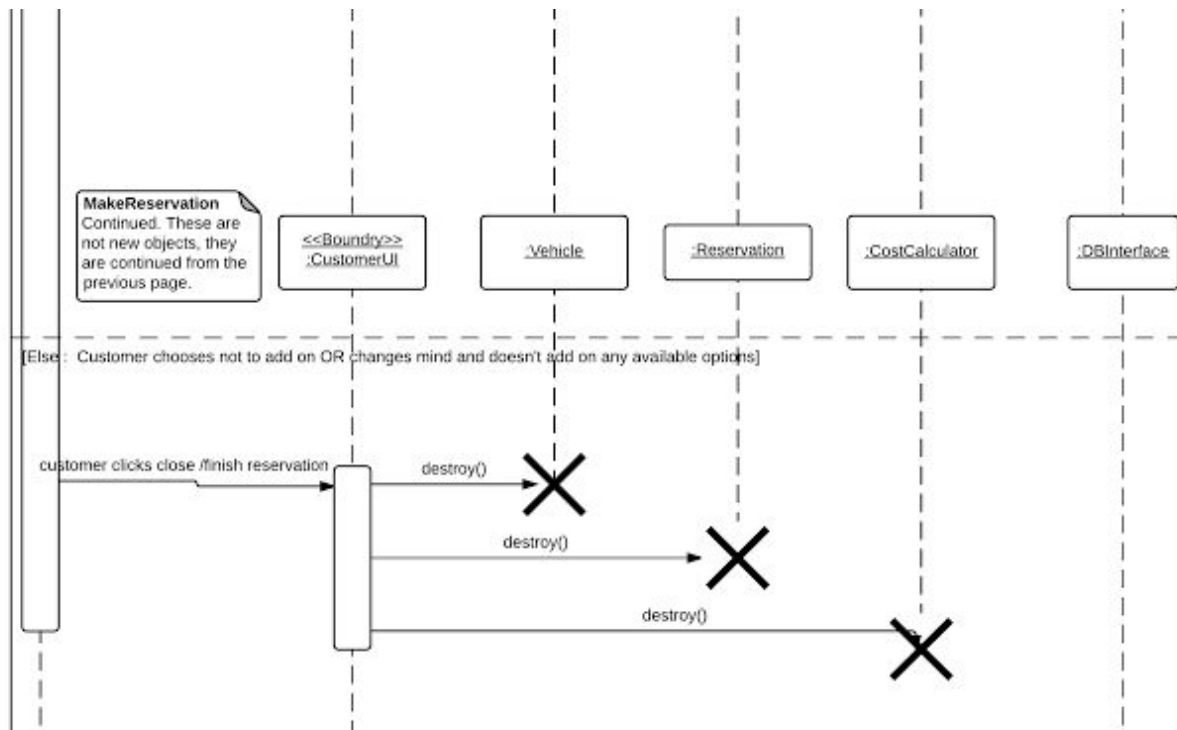 MakeReservation
Continued. These are
not new objects, they
are continued from the
previous page.
<<Boundry>>
:CustomerUI
:Vehicle
:Reservation
:CostCalculator
:DBInterface
[Else : Customer chooses not to add on OR changes mind and doesn't add on any available options]
customer clicks close /finish reservation
destroy()
destroy()
destroy()